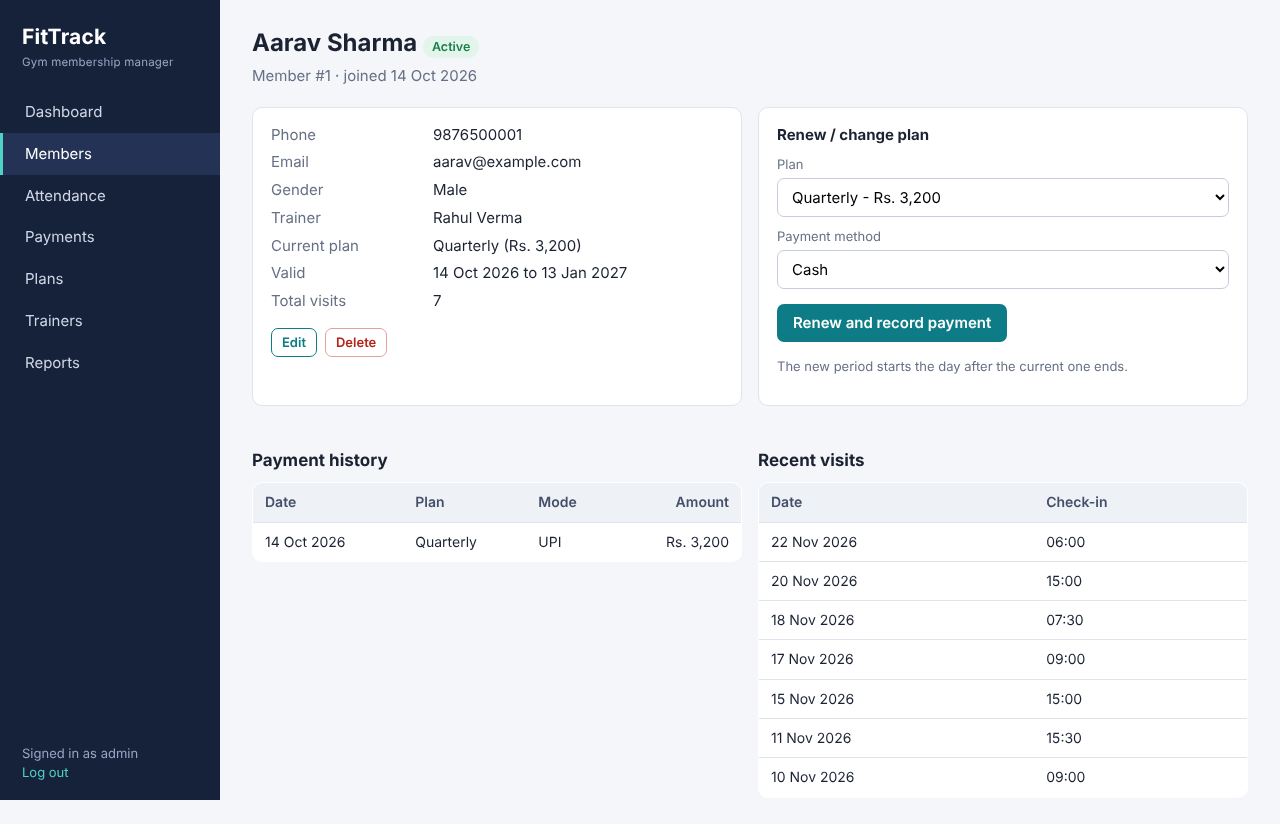 FitTrack
Gym membership manager
Dashboard
Members
Attendance
Payments
Plans
Trainers
Reports
Signed in as admin
Log out
Aarav Sharma Active
Member #1 · joined 14 Oct 2026
Phone 9876500001
Email aarav@example.com
Gender Male
Trainer Rahul Verma
Current plan Quarterly (Rs. 3,200)
Valid 14 Oct 2026 to 13 Jan 2027
Total visits 7
Edit Delete
Renew / change plan
Plan
Quarterly - Rs. 3,200
Payment method
Cash
Renew and record payment
The new period starts the day after the current one ends.
Payment history
Date Plan Mode Amount
14 Oct 2026 Quarterly UPI Rs. 3,200
Recent visits
Date Check-in
22 Nov 2026 06:00
20 Nov 2026 15:00
18 Nov 2026 07:30
17 Nov 2026 09:00
15 Nov 2026 15:00
11 Nov 2026 15:30
10 Nov 2026 09:00